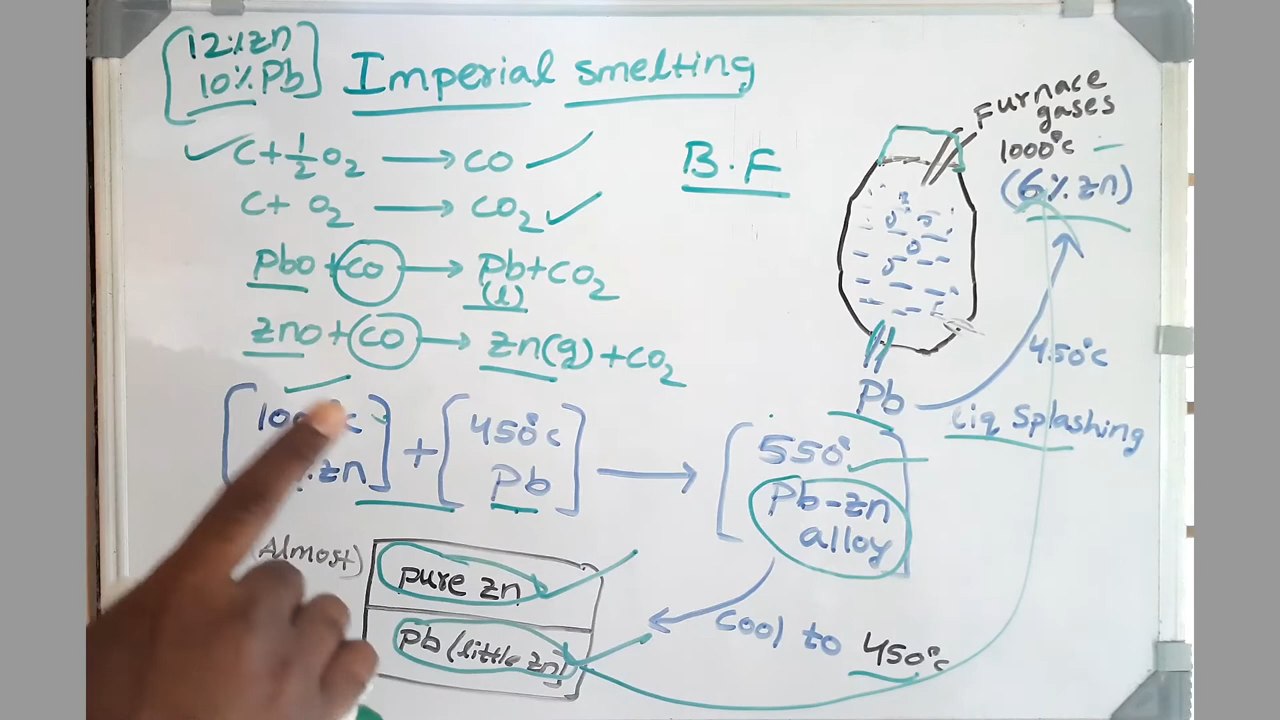 [12%zn
10%Pb]
Imperial smelting
C+½O₂ → CO
C+ O₂ → CO₂
Pbo +CO → Pb+CO₂
(l)
zno +CO → zn(g) +CO₂
B.F
Furnace
gases
1000°c
(6% zn)
450°c
Pb
Liq Splashing
[ c ] + [450°c] → [550°
% zn Pb Pb-zn
alloy]
cool to 450°c
(Almost)
pure zn
Pb (little zn)